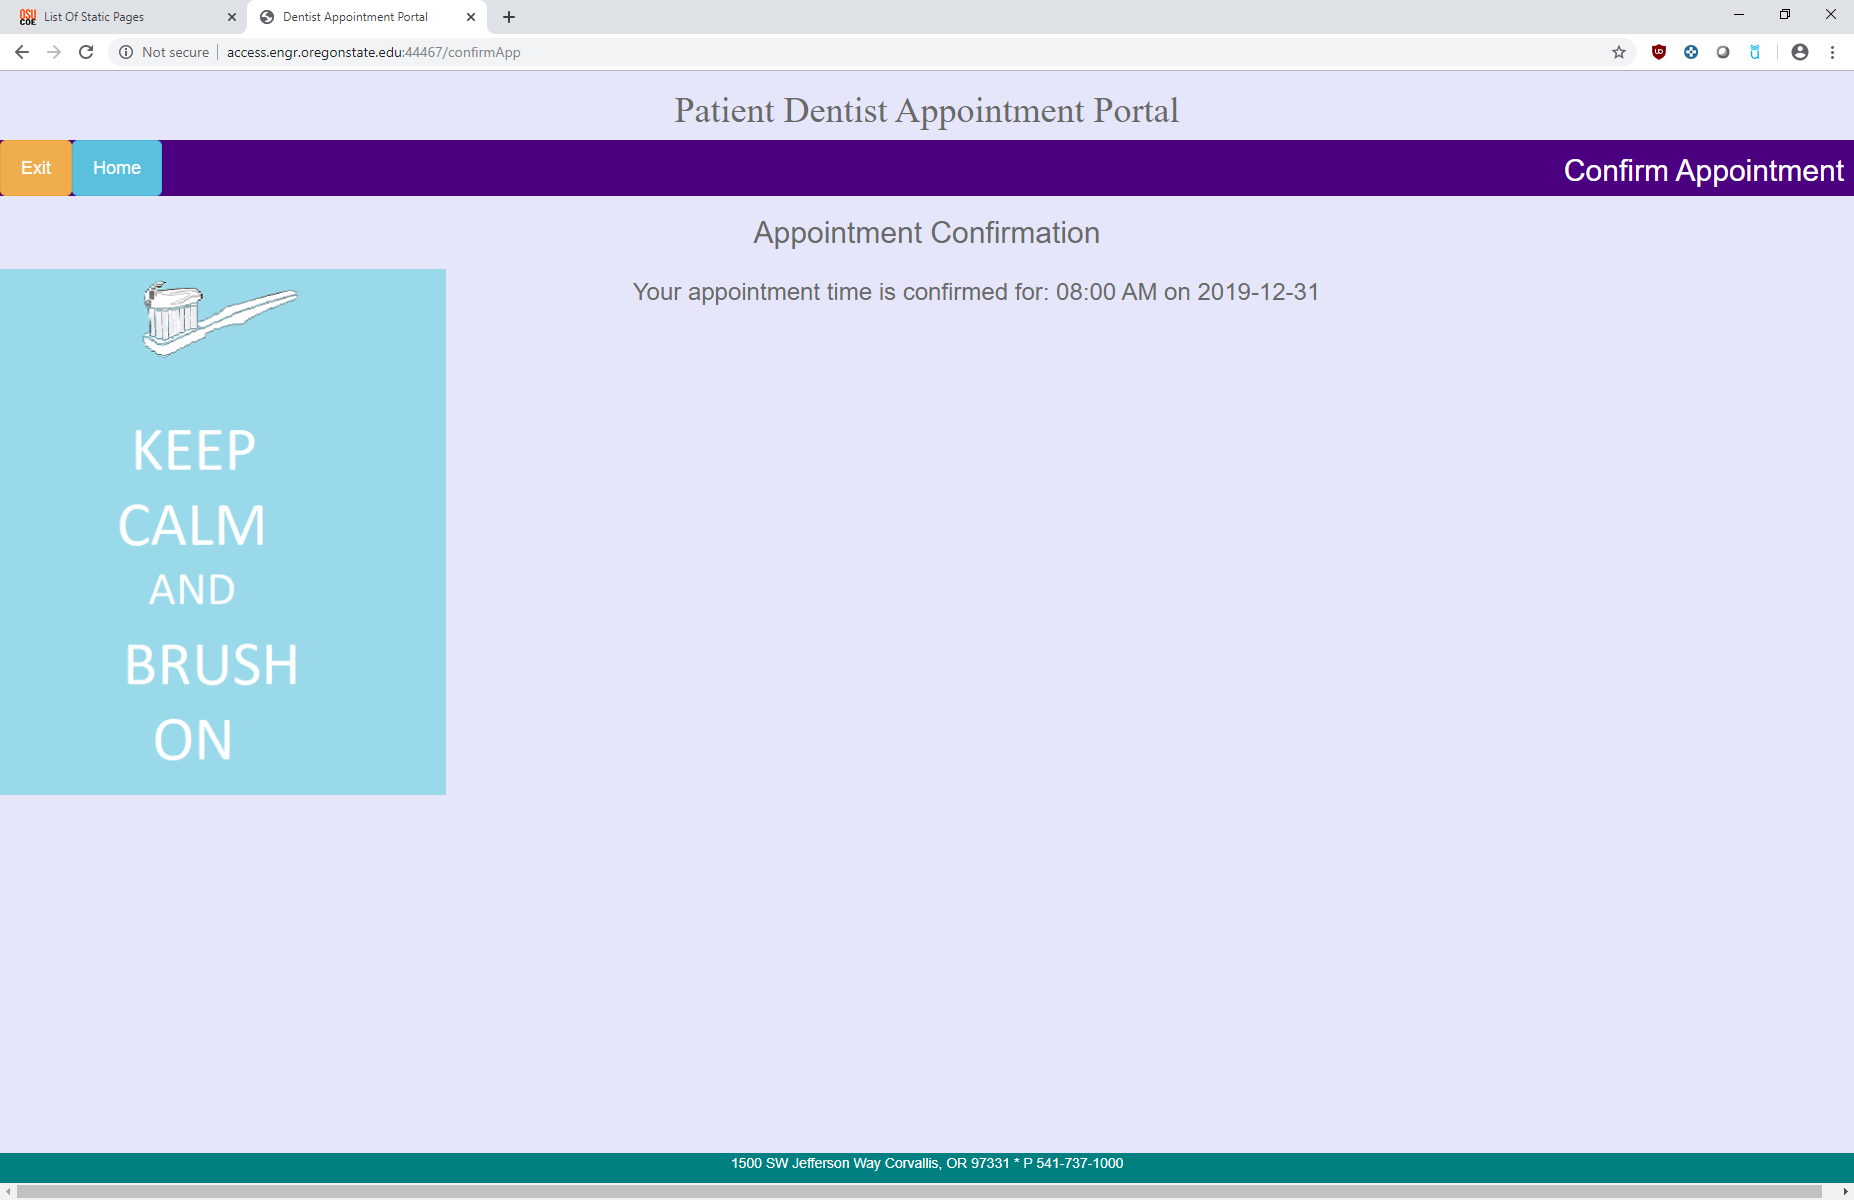 OSU
COE
List Of Static Pages
Dentist Appointment Portal
Not secure
access.engr.oregonstate.edu:44467/confirmApp
Patient Dentist Appointment Portal
Exit
Home
Confirm Appointment
Appointment Confirmation
Your appointment time is confirmed for: 08:00 AM on 2019-12-31
KEEP
CALM
AND
BRUSH
ON
1500 SW Jefferson Way Corvallis, OR 97331 * P 541-737-1000